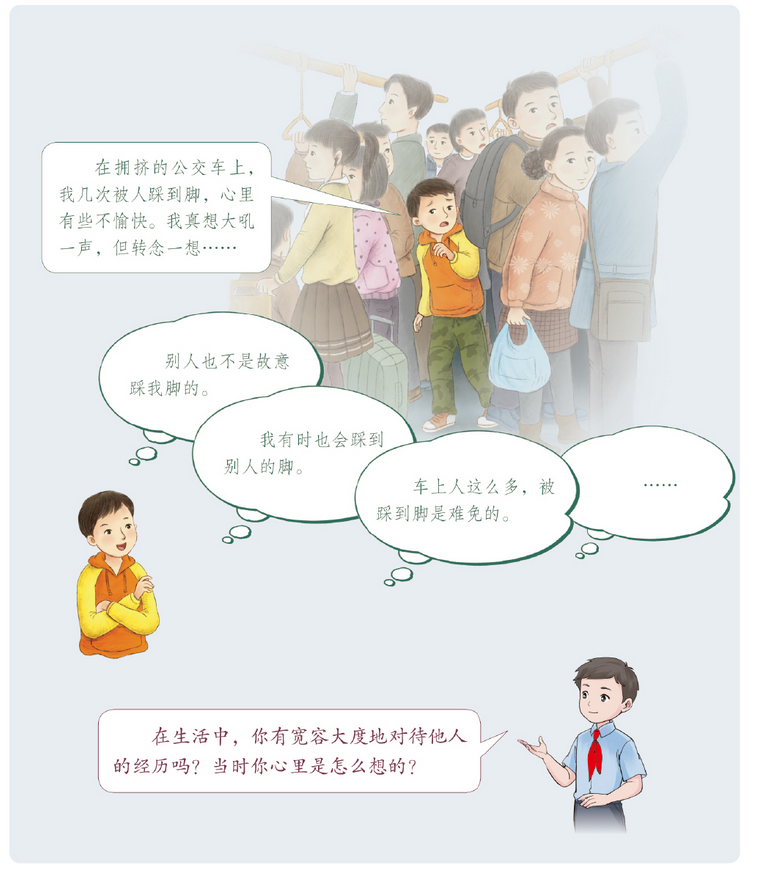 在拥挤的公交车上，
我几次被人踩到脚，心里
有些不愉快。我真想大吼
一声，但转念一想……
别人也不是故意
踩我脚的。
我有时也会踩到
别人的脚。
车上人这么多，被
踩到脚是难免的。
……
在生活中，你有宽容大度地对待他人
的经历吗？当时你心里是怎么想的？